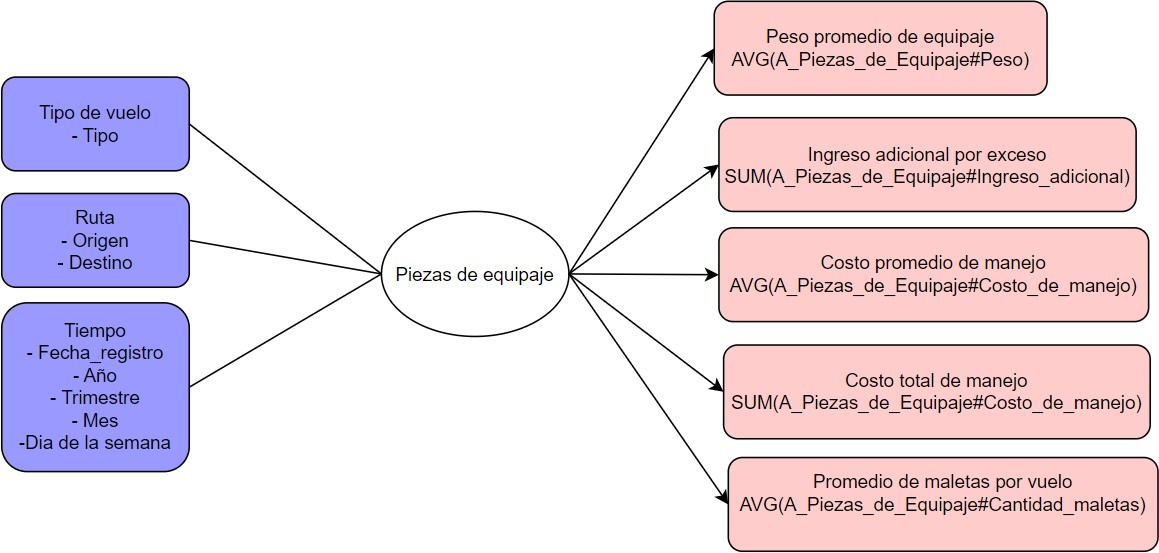 Tipo de vuelo
- Tipo
Ruta
- Origen
- Destino
Tiempo
- Fecha_registro
- Año
- Trimestre
- Mes
-Dia de la semana
Piezas de equipaje
Peso promedio de equipaje
AVG(A_Piezas_de_Equipaje#Peso)
Ingreso adicional por exceso
SUM(A_Piezas_de_Equipaje#Ingreso_adicional)
Costo promedio de manejo
AVG(A_Piezas_de_Equipaje#Costo_de_manejo)
Costo total de manejo
SUM(A_Piezas_de_Equipaje#Costo_de_manejo)
Promedio de maletas por vuelo
AVG(A_Piezas_de_Equipaje#Cantidad_maletas)